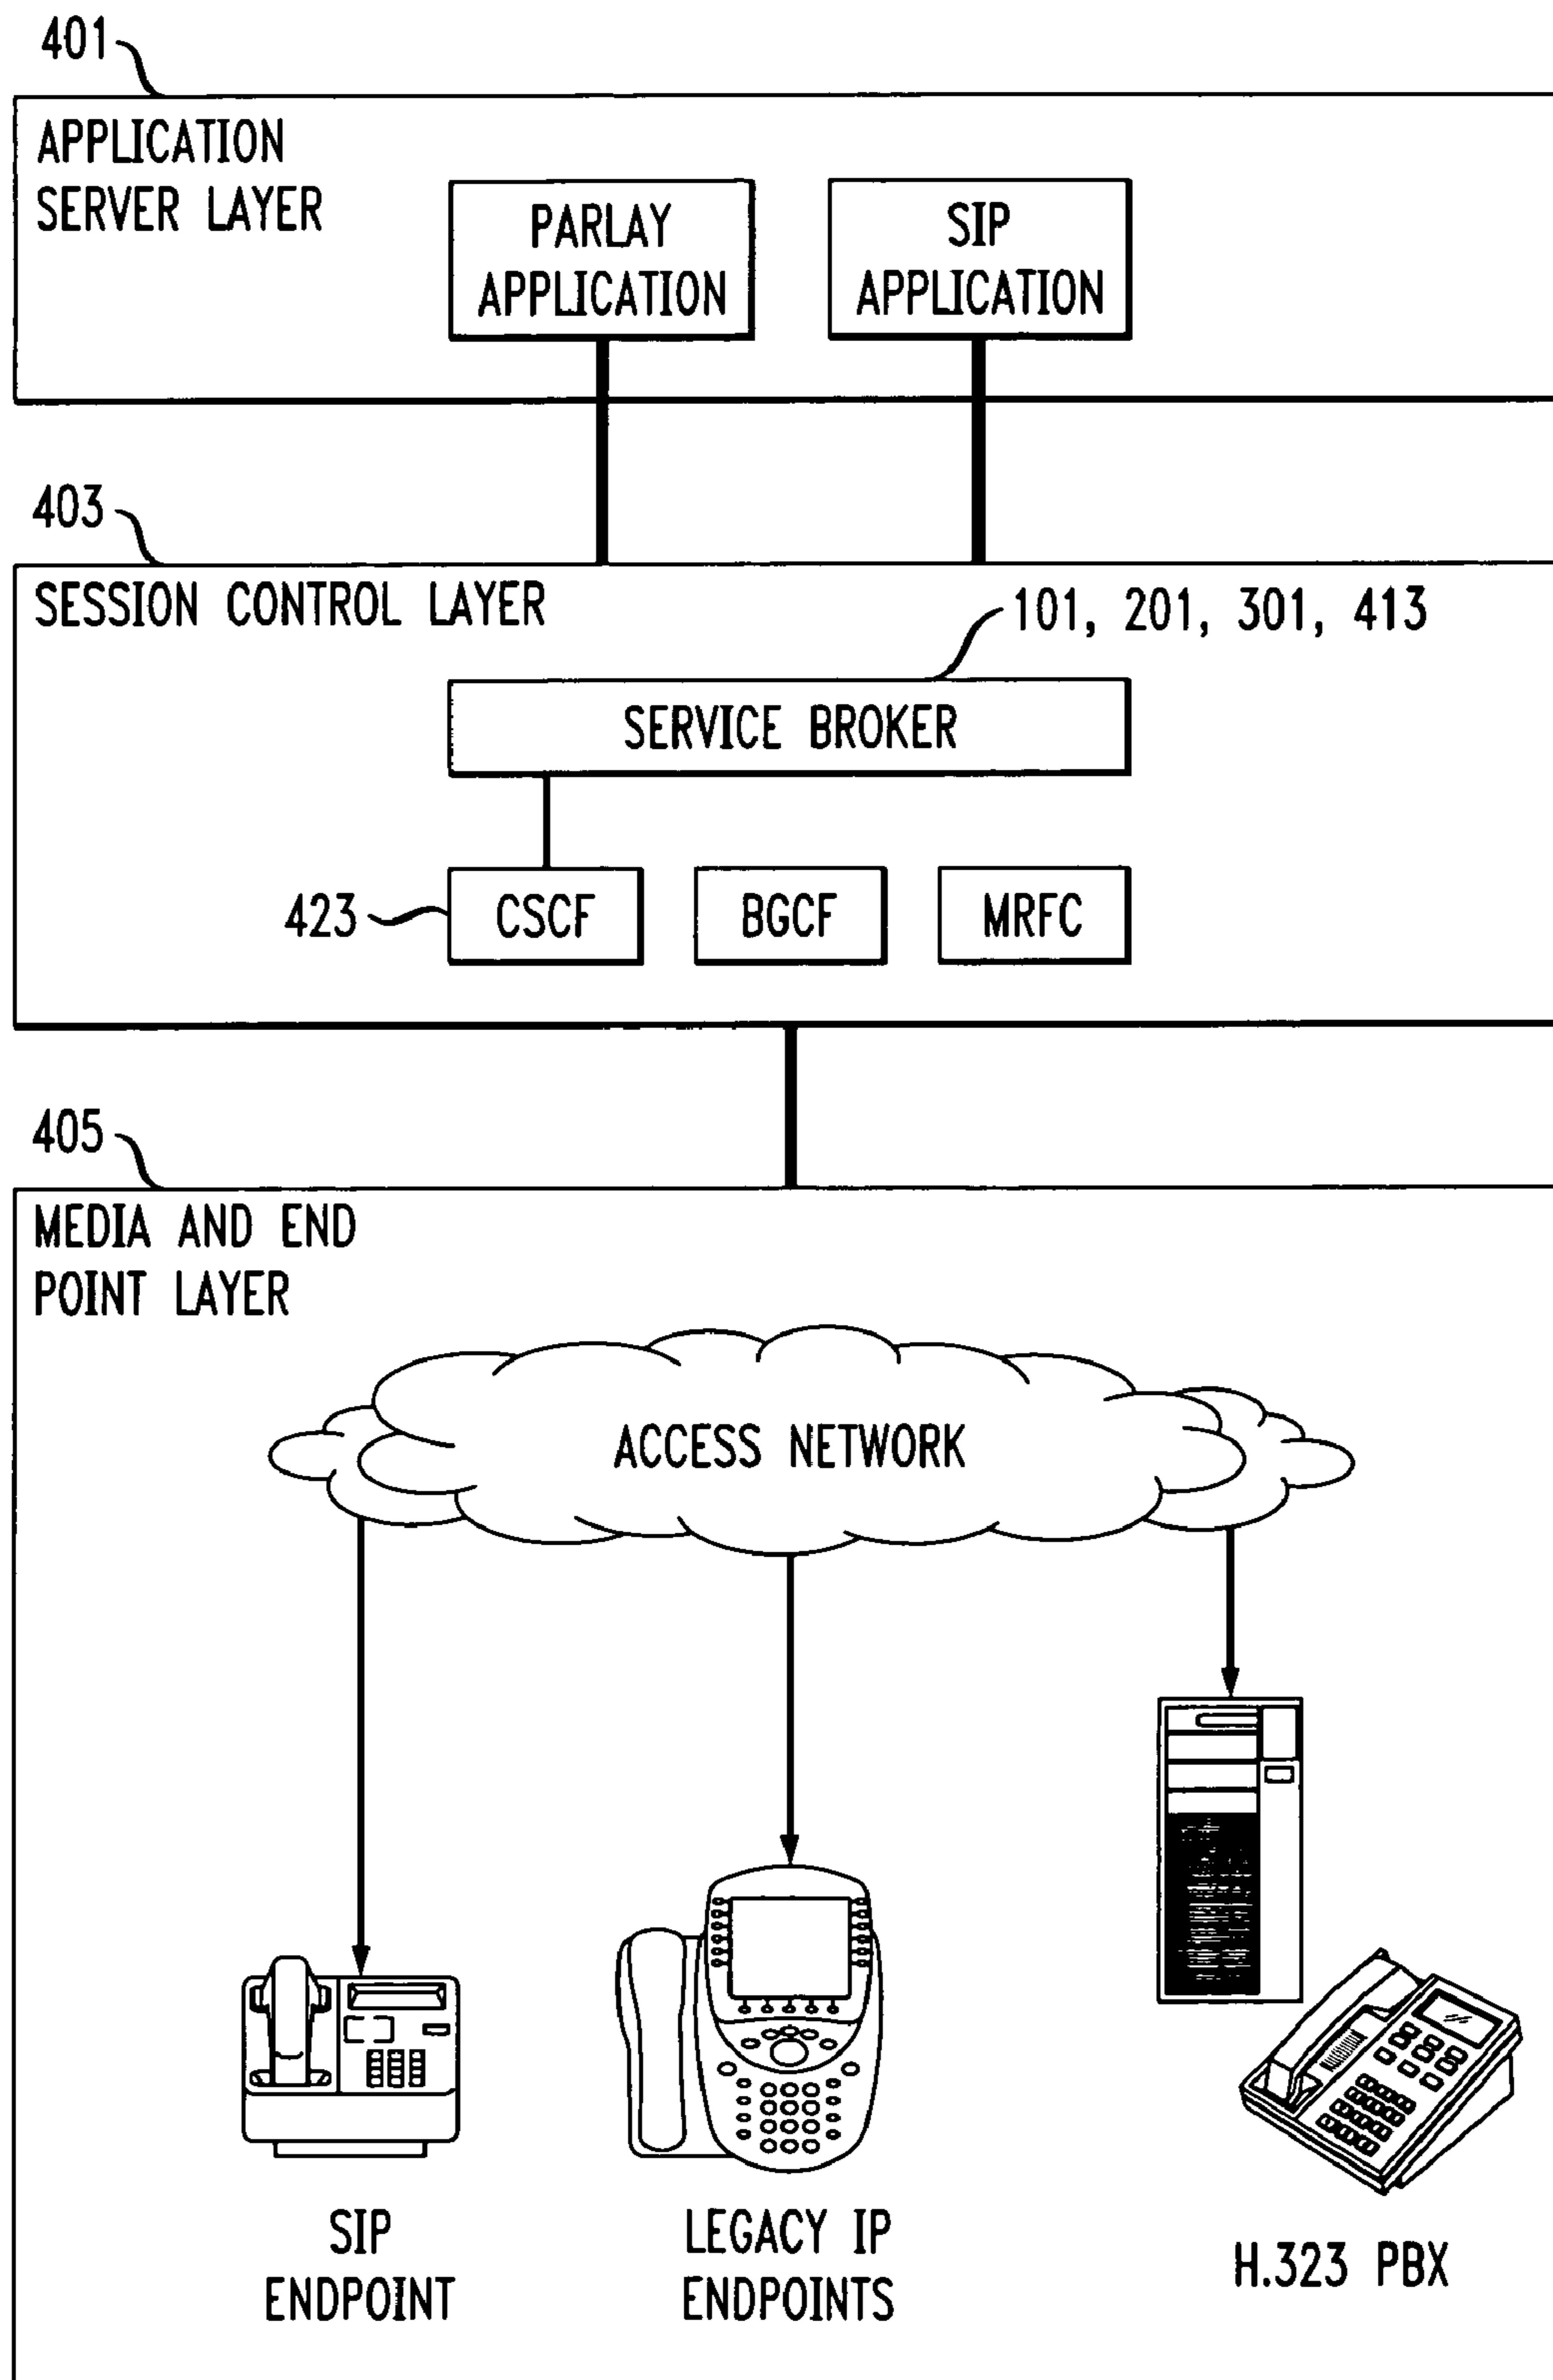 401
APPLICATION
SERVER LAYER
PARLAY
APPLICATION
SIP
APPLICATION
403
SESSION CONTROL LAYER
101, 201, 301, 413
SERVICE BROKER
423
CSCF
BGCF
MRFC
405
MEDIA AND END
POINT LAYER
ACCESS NETWORK
SIP
ENDPOINT
LEGACY IP
ENDPOINTS
H.323 PBX